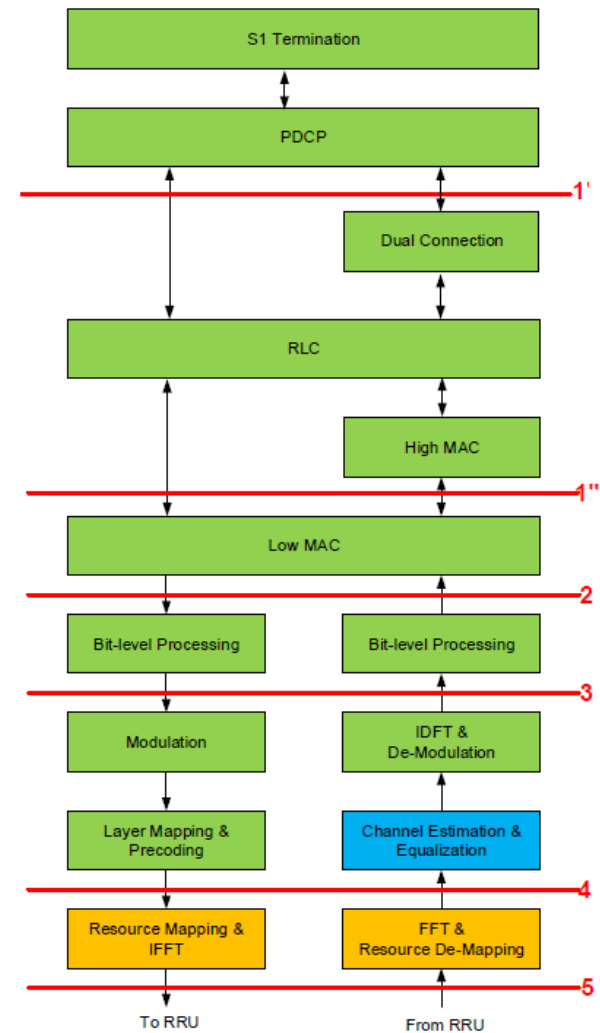 S1 Termination
PDCP
1'
Dual Connection
RLC
High MAC
1"
Low MAC
2
Bit-level Processing
Bit-level Processing
3
Modulation
IDFT &
De-Modulation
Layer Mapping &
Precoding
Channel Estimation &
Equalization
4
Resource Mapping &
IFFT
FFT &
Resource De-Mapping
5
To RRU
From RRU